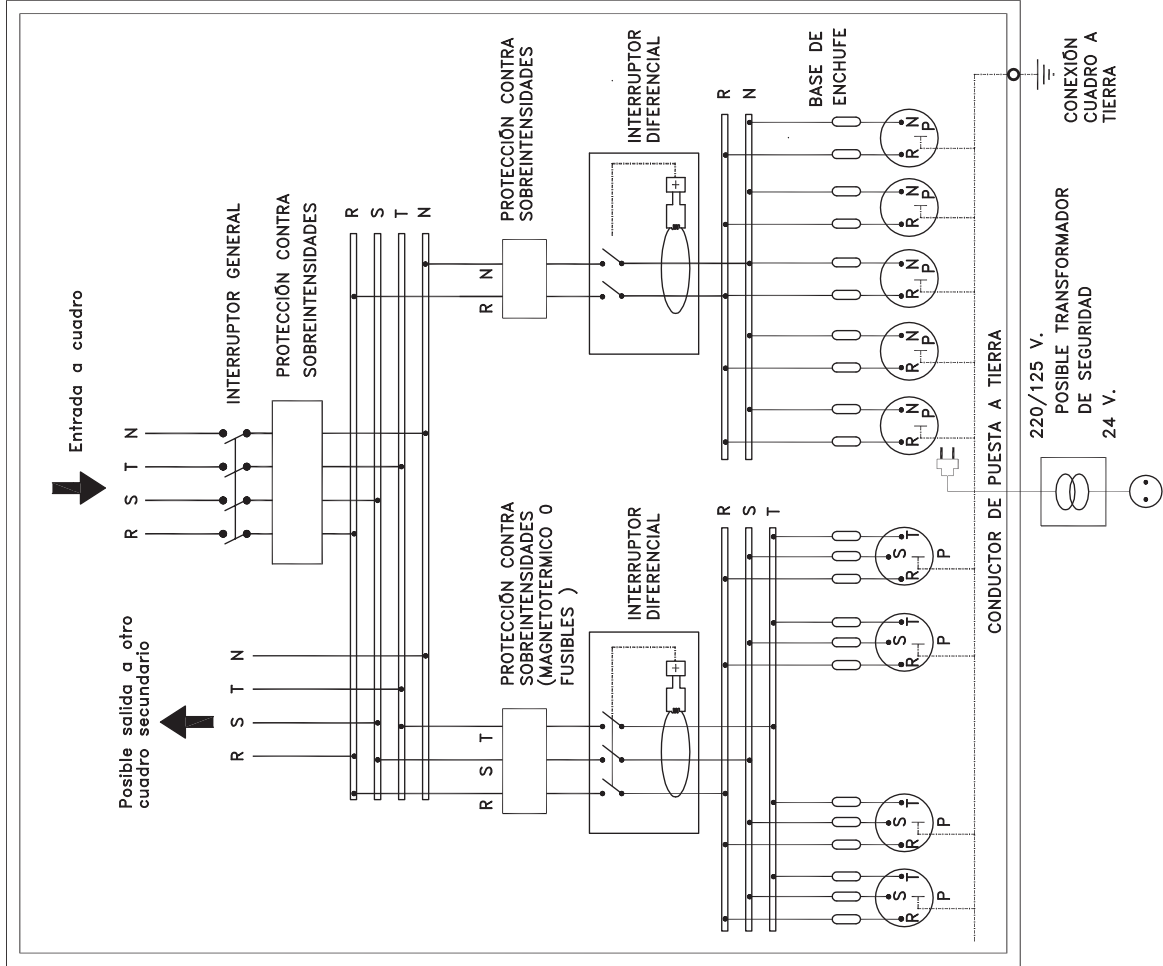 Posible salida a otro
cuadro secundario
Entrada a cuadro
R S T N
R S T N
INTERRUPTOR GENERAL
PROTECCIÓN CONTRA
SOBREINTENSIDADES
R
S
T
N
R S T
PROTECCIÓN CONTRA
SOBREINTENSIDADES
(MAGNETOTERMICO O
FUSIBLES )
R N
PROTECCIÓN CONTRA
SOBREINTENSIDADES
INTERRUPTOR
DIFERENCIAL
INTERRUPTOR
DIFERENCIAL
R
S
T
R
N
BASE DE
ENCHUFE
R S T P
R S T P
R S T P
R S T P
R N P
R N P
R N P
R N P
R N P
CONDUCTOR DE PUESTA A TIERRA
220/125 V.
POSIBLE TRANSFORMADOR
DE SEGURIDAD
24 V.
CONEXIÓN
CUADRO A
TIERRA